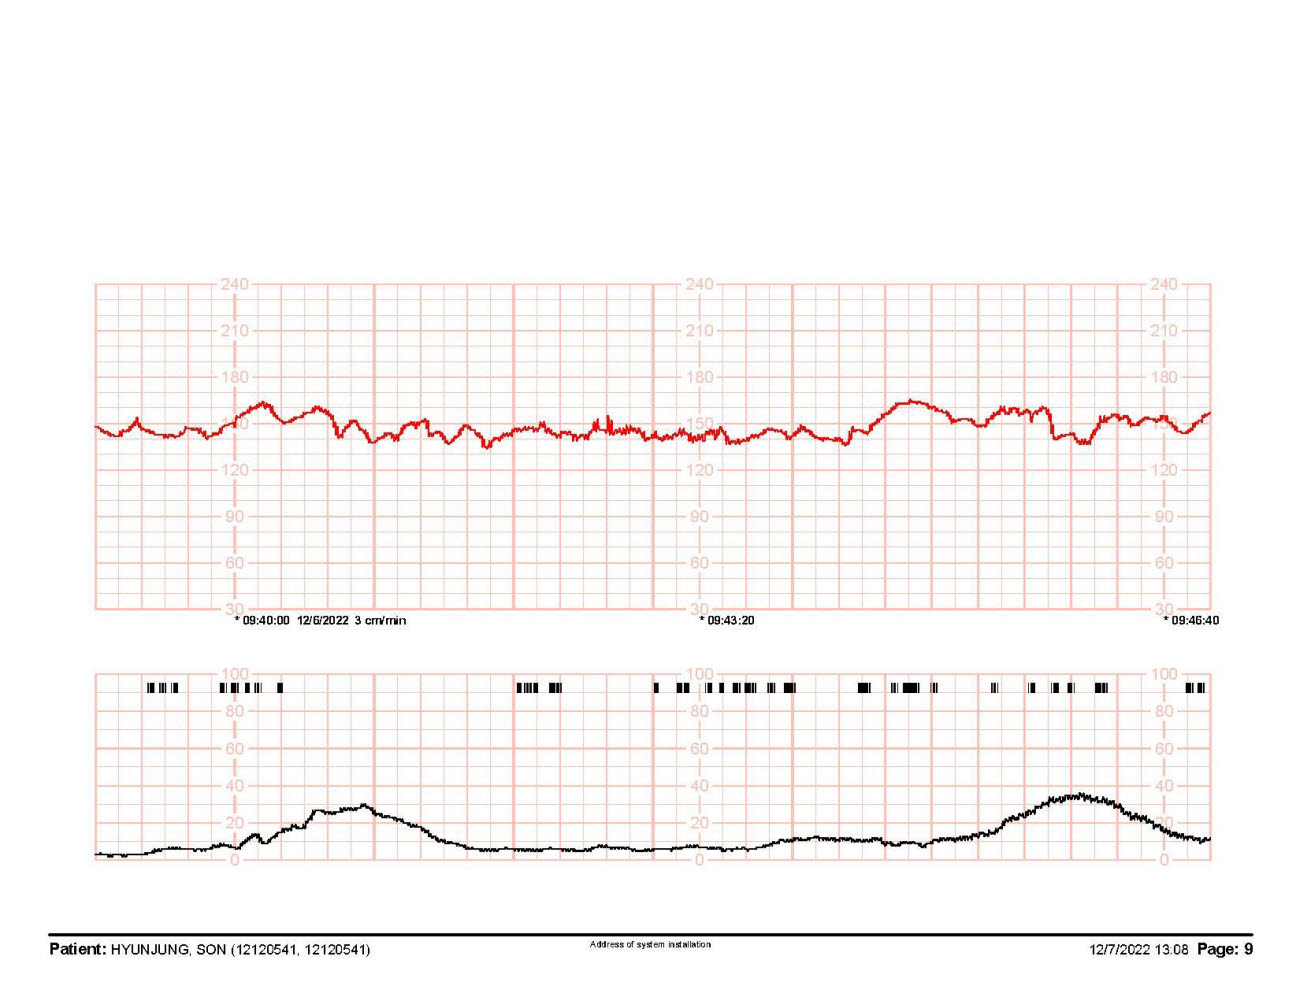 240 240 240
210 210 210
180 180 180
150 150 150
120 120 120
90 90 90
60 60 60
30 30 30
* 09:40:00 12/6/2022 3 cm/min * 09:43:20 * 09:46:40
100 100 100
80 80 80
60 60 60
40 40 40
20 20 20
0 0 0
Patient: HYUNJUNG, SON (12120541, 12120541) Address of system installation 12/7/2022 13:08 Page: 9